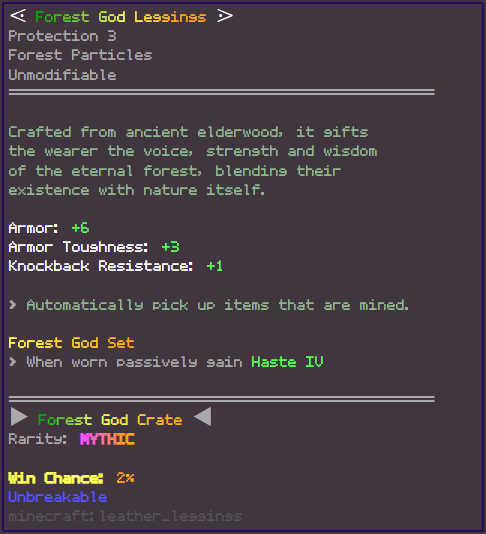 ⋖ Forest God Leggings ⋗
Protection 3
Forest Particles
Unmodifiable
Crafted from ancient elderwood, it gifts
the wearer the voice, strength and wisdom
of the eternal forest, blending their
existence with nature itself.
Armor: +6
Armor Toughness: +3
Knockback Resistance: +1
> Automatically pick up items that are mined.
Forest God Set
> When worn passively gain Haste IV
▶ Forest God Crate ◀
Rarity: MYTHIC
Win Chance: 2%
Unbreakable
minecraft:leather_leggings